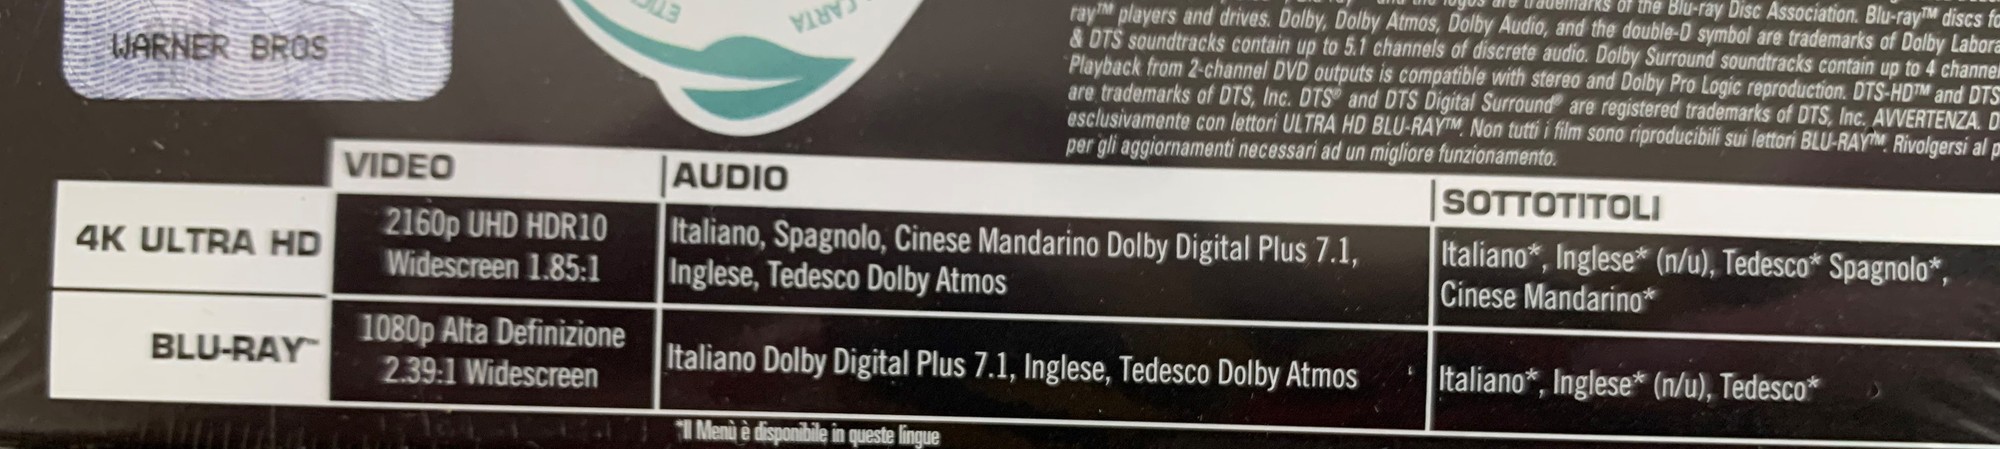 WARNER BROS
ETIC
CARTA
ray™ players and drives. Dolby, Dolby Atmos, Dolby Audio, and the double-D symbol are trademarks of Dolby
& DTS soundtracks contain up to 5.1 channels of discrete audio. Dolby Surround soundtracks contain up to 4
Playback from 2-channel DVD outputs is compatible with stereo and Dolby Pro Logic reproduction. DTS-HD™ and DTS
are trademarks of DTS, Inc. DTS® and DTS Digital Surround® are registered trademarks of DTS, Inc. AVVERTENZA.
esclusivamente con lettori ULTRA HD BLU-RAY™. Non tutti i film sono riproducibili sui lettori BLU-RAY™. Rivolgersi al
per gli aggiornamenti necessari ad un migliore funzionamento.
VIDEO
AUDIO
SOTTOTITOLI
4K ULTRA HD
2160p UHD HDR10
Widescreen 1.85:1
Italiano, Spagnolo, Cinese Mandarino Dolby Digital Plus 7.1,
Inglese, Tedesco Dolby Atmos
Italiano*, Inglese* (n/u), Tedesco* Spagnolo*,
Cinese Mandarino*
BLU-RAY™
1080p Alta Definizione
2.39:1 Widescreen
Italiano Dolby Digital Plus 7.1, Inglese, Tedesco Dolby Atmos
Italiano*, Inglese* (n/u), Tedesco*
*Il Menù è disponibile in queste lingue